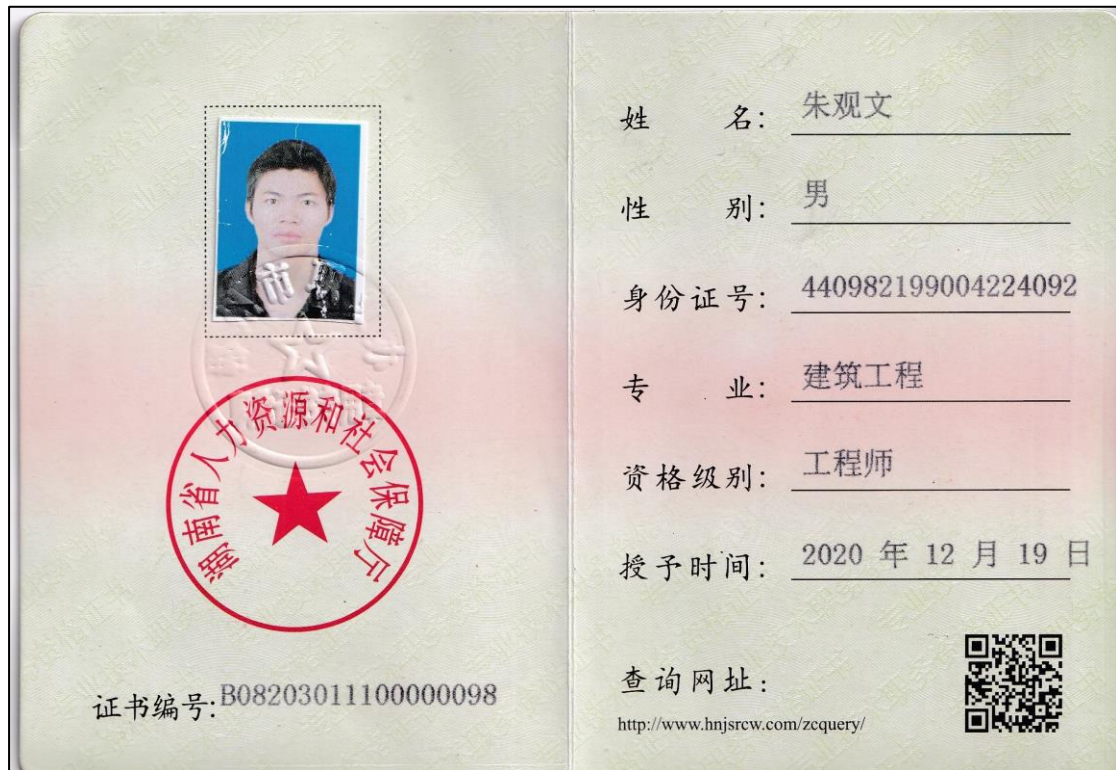 湖南省人力资源和社会保障厅
证书编号:B08203011100000098
姓 名: 朱观文
性 别: 男
身份证号: 440982199004224092
专 业: 建筑工程
资格级别: 工程师
授予时间: 2020 年 12 月 19 日
查询网址:
http://www.hnjsrcw.com/zcquery/